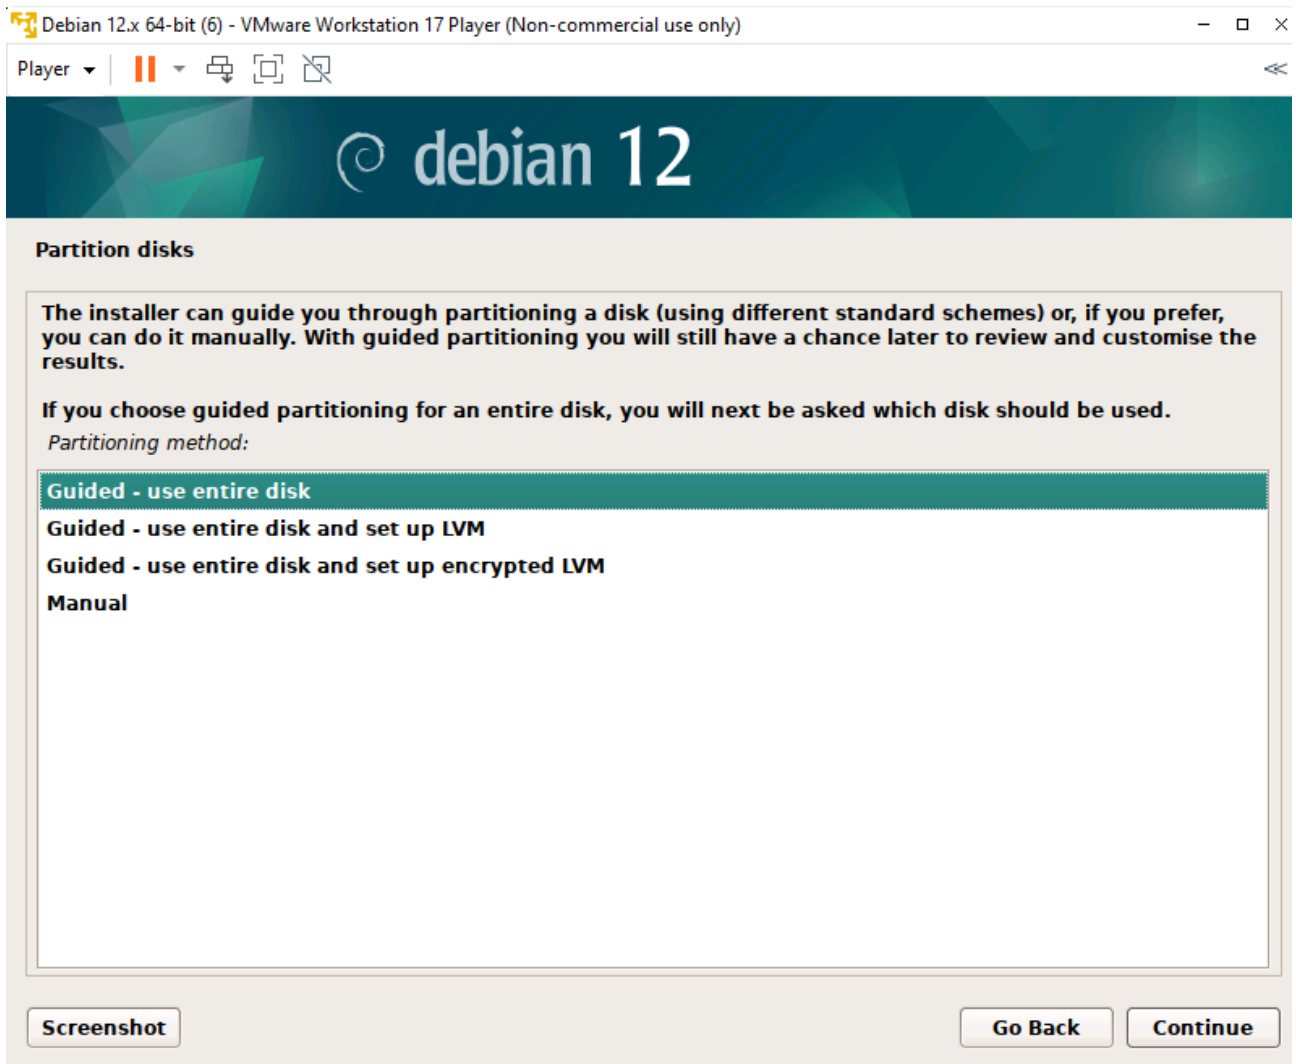 Debian 12.x 64-bit (6) - VMware Workstation 17 Player (Non-commercial use only)
Player
debian 12
Partition disks
The installer can guide you through partitioning a disk (using different standard schemes) or, if you prefer,
you can do it manually. With guided partitioning you will still have a chance later to review and customise the
results.
If you choose guided partitioning for an entire disk, you will next be asked which disk should be used.
Partitioning method:
Guided - use entire disk
Guided - use entire disk and set up LVM
Guided - use entire disk and set up encrypted LVM
Manual
Screenshot
Go Back
Continue